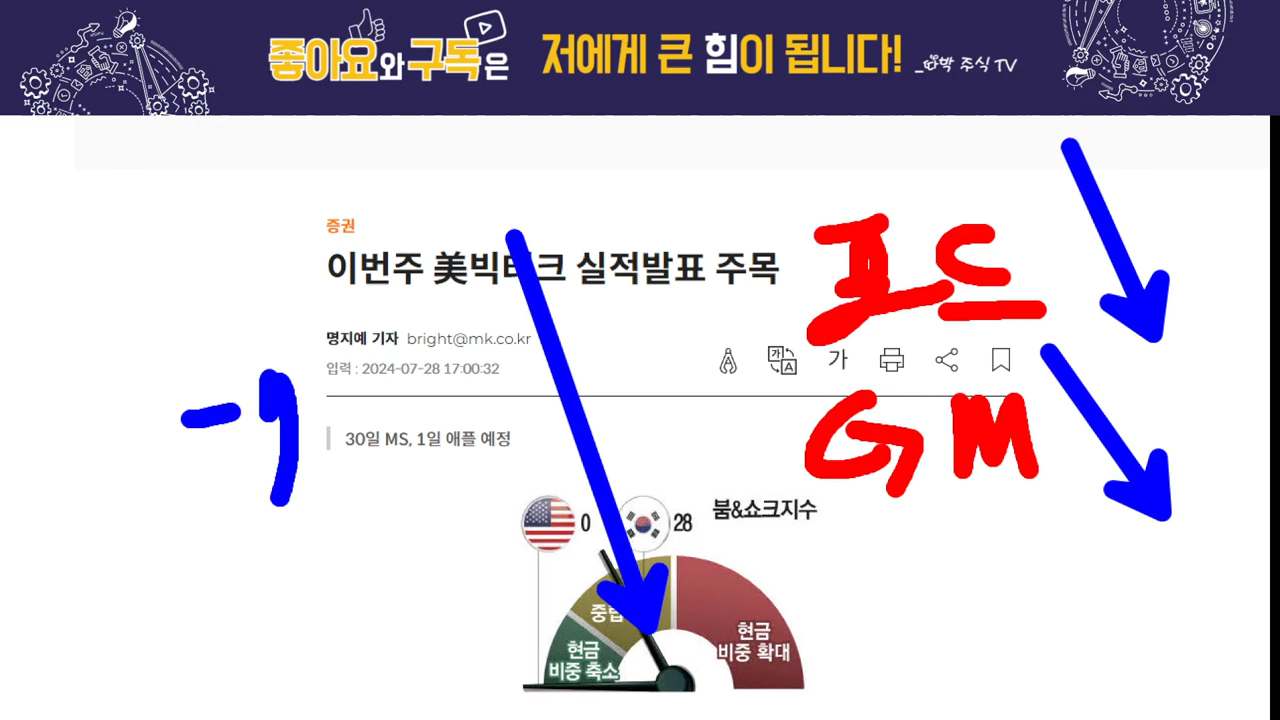 좋아요와 구독은 저에게 큰 힘이 됩니다!
박 주식 TV
증권
이번주 美빅테크 실적발표 주목
포드
명지예 기자 bright@mk.co.kr
입력 : 2024-07-28 17:00:32
가 A
가
GM
30일 MS, 1일 애플 예정
0 28 붐&쇼크지수
중립
현금
비중 확대
현금
비중 축소